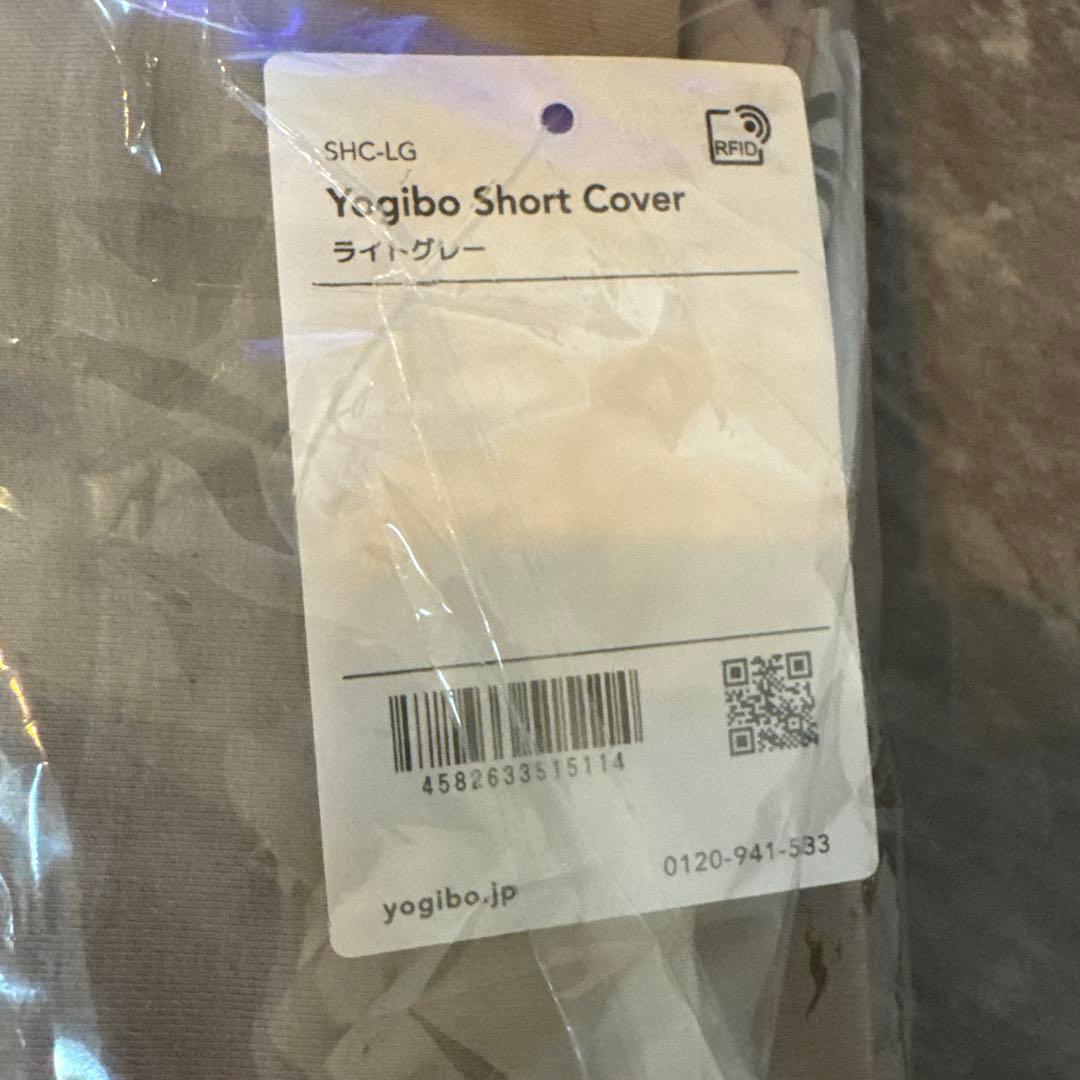 SHC-LG
RFID
Yogibo Short Cover
ライトグレー
4582633515114
0120-941-533
yogibo.jp